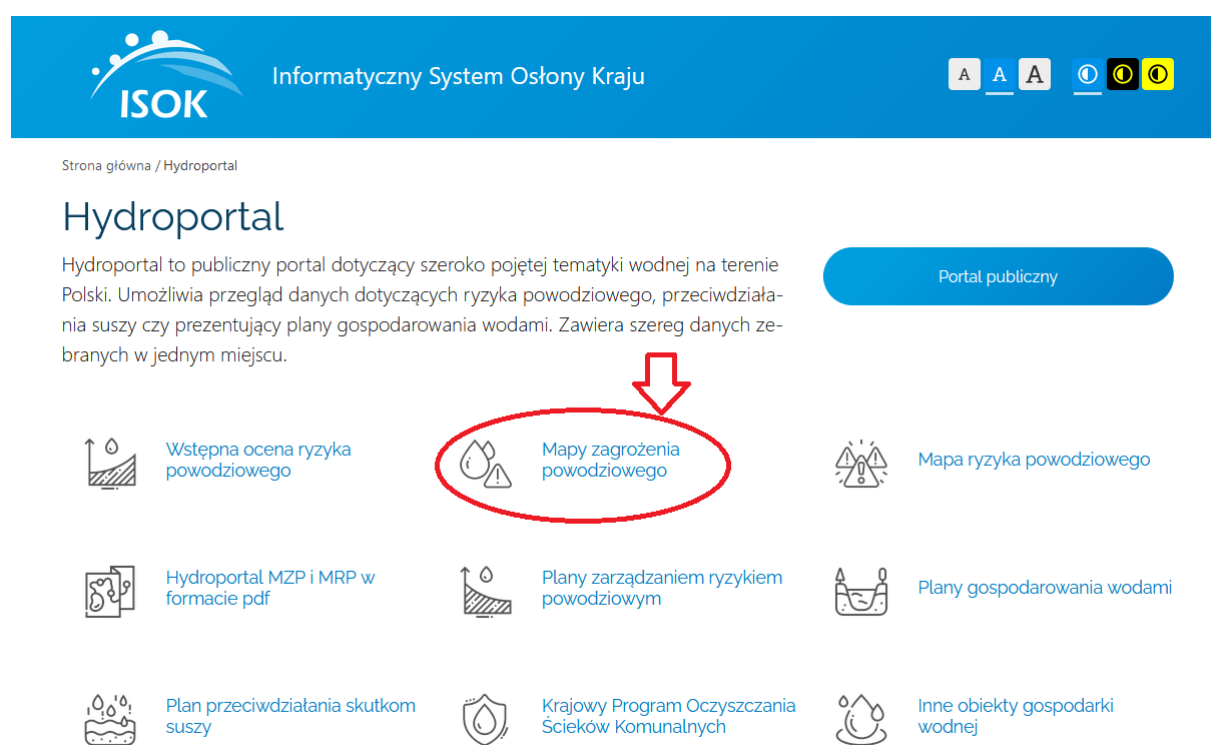 ISOK
Informatyczny System Osłony Kraju
A A A
Strona główna / Hydroportal
Hydroportal
Hydroportal to publiczny portal dotyczący szeroko pojętej tematyki wodnej na terenie
Polski. Umożliwia przegląd danych dotyczących ryzyka powodziowego, przeciwdziała-
nia suszy czy prezentujący plany gospodarowania wodami. Zawiera szereg danych ze-
branych w jednym miejscu.
Portal publiczny
Wstępna ocena ryzyka
powodziowego
Mapy zagrożenia
powodziowego
Mapa ryzyka powodziowego
Hydroportal MZP i MRP w
formacie pdf
Plany zarządzaniem ryzykiem
powodziowym
Plany gospodarowania wodami
Plan przeciwdziałania skutkom
suszy
Krajowy Program Oczyszczania
Ścieków Komunalnych
Inne obiekty gospodarki
wodnej